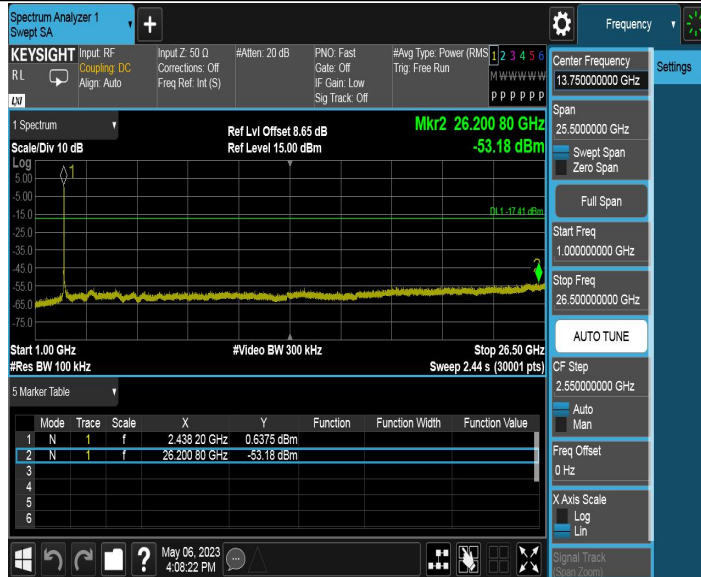 Spectrum Analyzer 1
Swept SA
Frequency
KEYSIGHT
RL
LXI
Input: RF
Coupling: DC
Align: Auto
Input Z: 50 Ω
Corrections: Off
Freq Ref: Int (S)
#Atten: 20 dB
PNO: Fast
Gate: Off
IF Gain: Low
Sig Track: Off
#Avg Type: Power (RMS
Trig: Free Run
1 2 3 4 5 6
M W W W W W
P P P P P P
Settings
Center Frequency
13.750000000 GHz
Span
25.5000000 GHz
Swept Span
Zero Span
Full Span
Start Freq
1.000000000 GHz
Stop Freq
26.500000000 GHz
AUTO TUNE
CF Step
2.550000000 GHz
Auto
Man
Freq Offset
0 Hz
X Axis Scale
Log
Lin
Signal Track
(Span Zoom)
1 Spectrum
Scale/Div 10 dB
Ref Lvl Offset 8.65 dB
Ref Level 15.00 dBm
Mkr2 26.200 80 GHz
-53.18 dBm
Log
1
5.00
-5.00
-15.0
DL1 -17.41 dBm
-25.0
-35.0
-45.0
2
-55.0
-65.0
-75.0
Start 1.00 GHz
#Video BW 300 kHz
Stop 26.50 GHz
#Res BW 100 kHz
Sweep 2.44 s (30001 pts)
5 Marker Table
Mode Trace Scale X Y Function Function Width Function Value
1 N 1 f 2.438 20 GHz 0.6375 dBm
2 N 1 f 26.200 80 GHz -53.18 dBm
3
4
5
6
?
May 06, 2023
4:08:22 PM